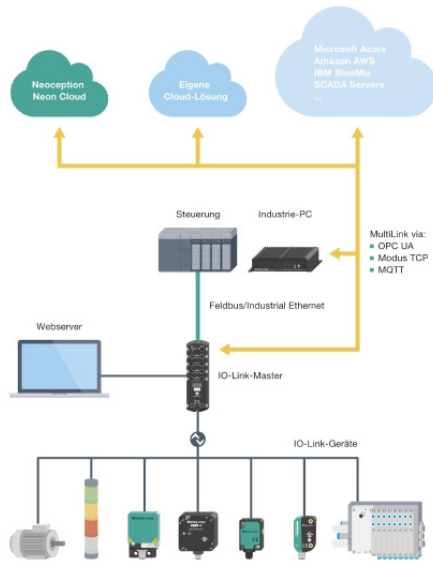 Neoception
Neon Cloud
Eigene
Cloud-Lösung
Microsoft Azure
Amazon AWS
IBM BlueMix
SCADA Servers
...
Steuerung
Industrie-PC
MultiLink via:
OPC UA
Modus TCP
MQTT
Feldbus/Industrial Ethernet
Webserver
IO-Link-Master
IO-Link-Geräte